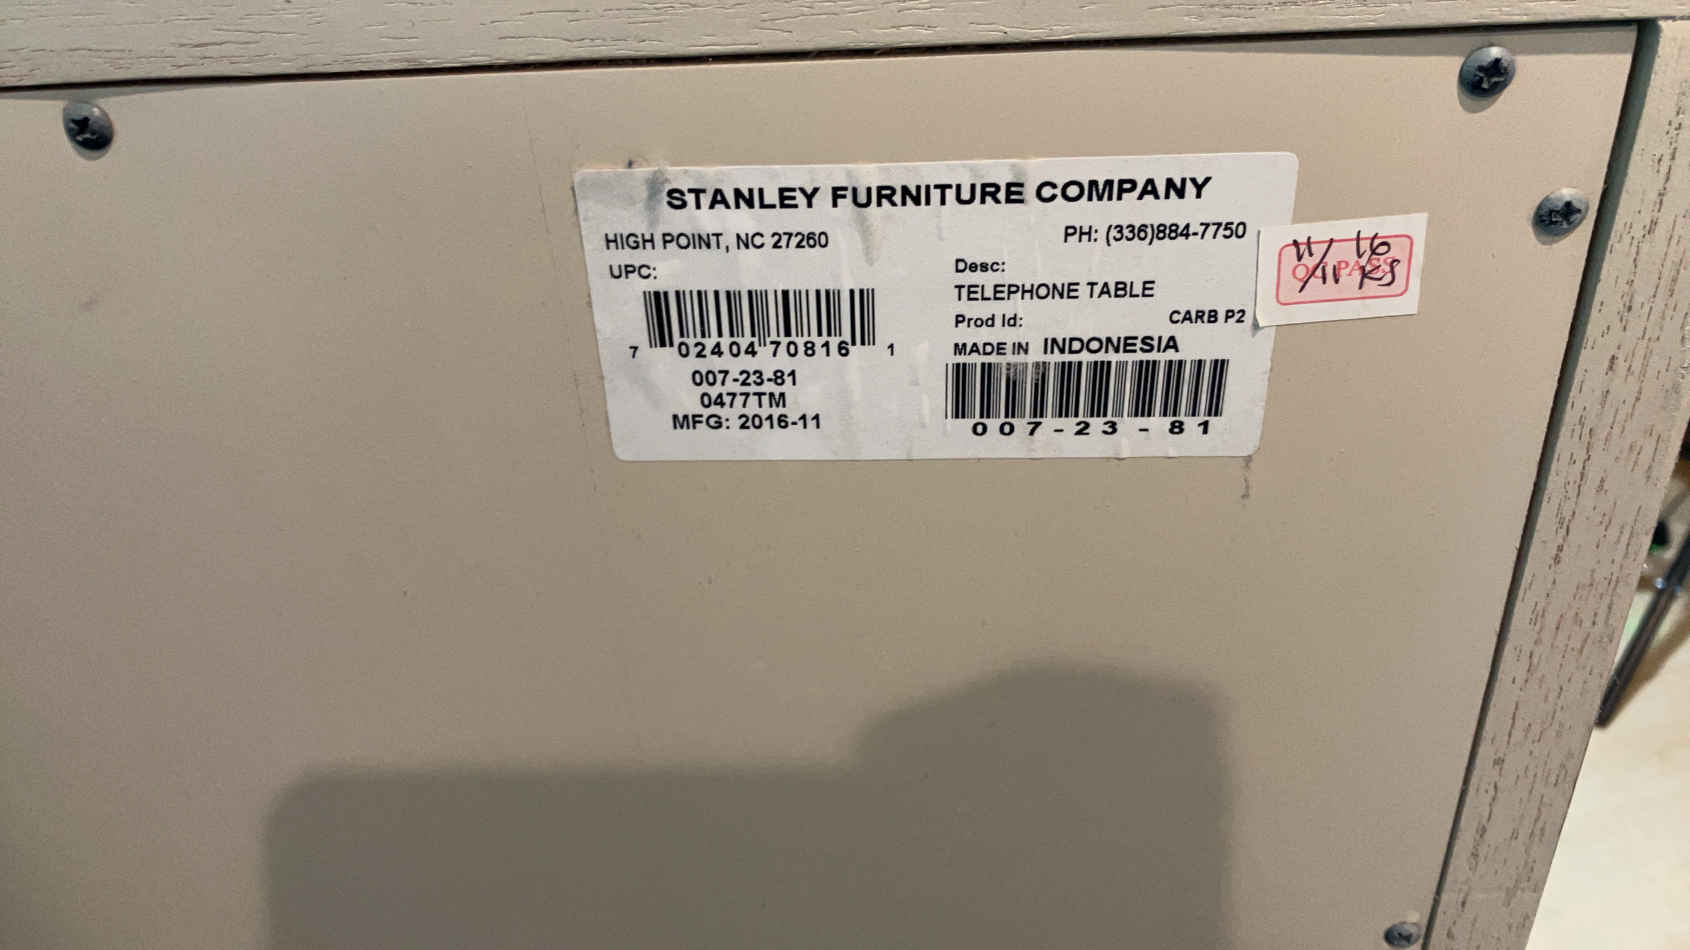 STANLEY FURNITURE COMPANY
HIGH POINT, NC 27260
PH: (336)884-7750
UPC:
7 02404 70816 1
007-23-81
0477TM
MFG: 2016-11
Desc:
TELEPHONE TABLE
Prod Id:
CARB P2
MADE IN INDONESIA
007-23-81
11/16
QC PASS